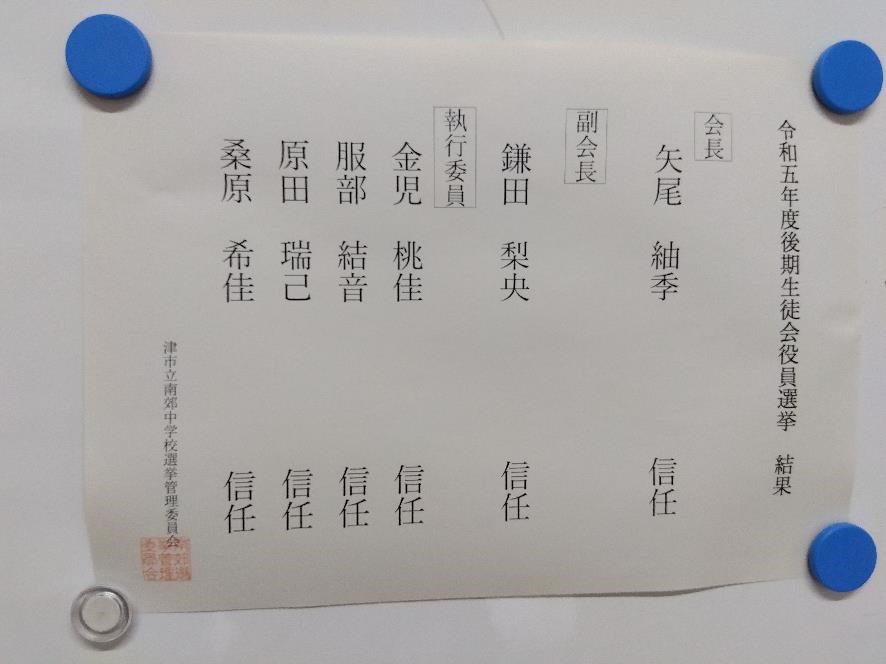 令和五年度後期生徒会役員選挙　結果
会長
矢尾　紬季　信任
副会長
鎌田　梨央　信任
執行委員
金児　桃佳　信任
服部　結音　信任
原田　瑞己　信任
桑原　希佳　信任
津市立南郊中学校選挙管理委員会